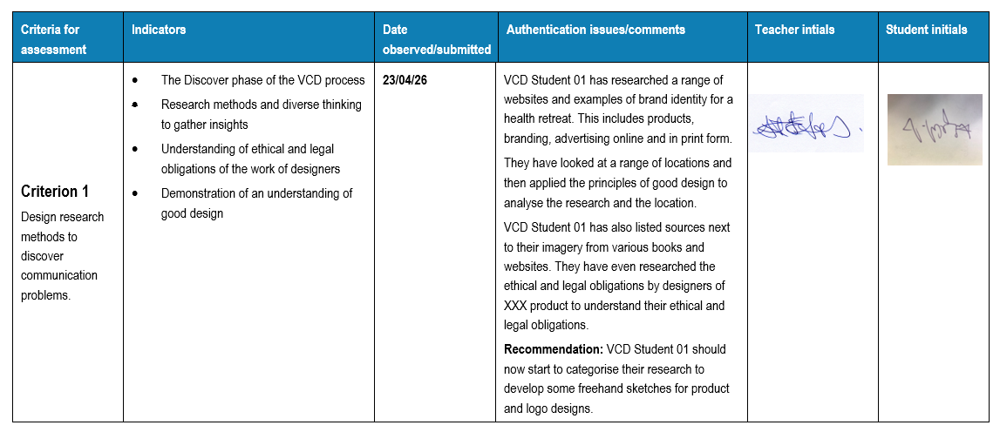 Criteria for
assessment
Indicators
Date
observed/submitted
Authentication issues/comments
Teacher intials
Student initials
Criterion 1
Design research
methods to
discover
communication
problems.
The Discover phase of the VCD process
Research methods and diverse thinking
to gather insights
Understanding of ethical and legal
obligations of the work of designers
Demonstration of an understanding of
good design
23/04/26
VCD Student 01 has researched a range of
websites and examples of brand identity for a
health retreat. This includes products,
branding, advertising online and in print form.
They have looked at a range of locations and
then applied the principles of good design to
analyse the research and the location.
VCD Student 01 has also listed sources next
to their imagery from various books and
websites. They have even researched the
ethical and legal obligations by designers of
XXX product to understand their ethical and
legal obligations.
Recommendation: VCD Student 01 should
now start to categorise their research to
develop some freehand sketches for product
and logo designs.